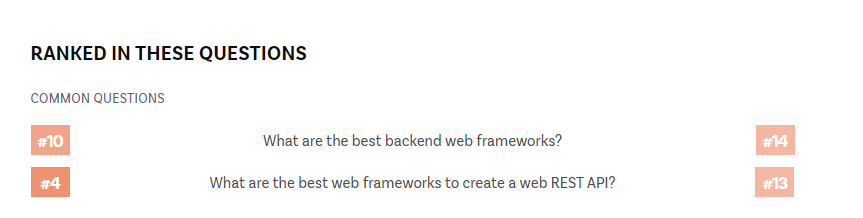 RANKED IN THESE QUESTIONS
COMMON QUESTIONS
#10 What are the best backend web frameworks? #14
#4 What are the best web frameworks to create a web REST API? #13